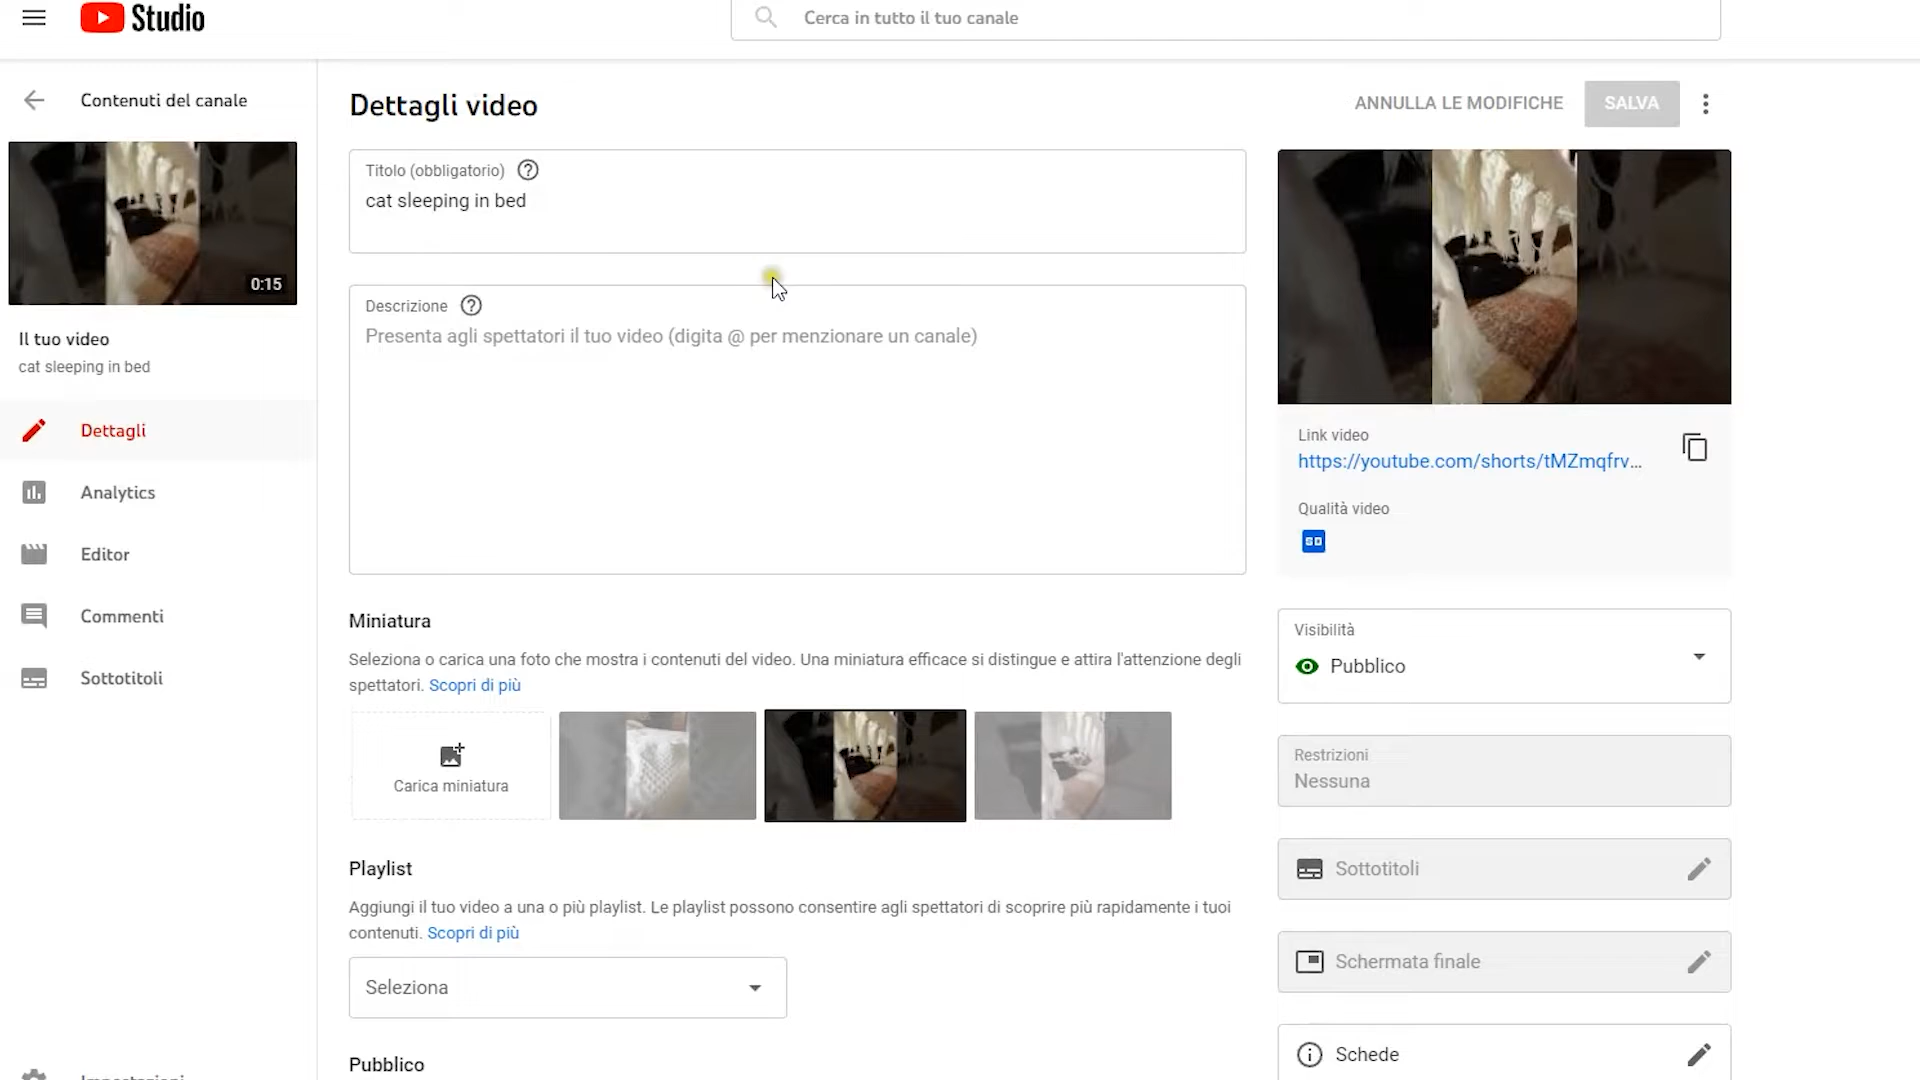 Studio
Cerca in tutto il tuo canale
Contenuti del canale
0:15
Il tuo video
cat sleeping in bed
Dettagli
Analytics
Editor
Commenti
Sottotitoli
Impostazioni
Dettagli video
ANNULLA LE MODIFICHE
SALVA
Titolo (obbligatorio)
cat sleeping in bed
Descrizione
Presenta agli spettatori il tuo video (digita @ per menzionare un canale)
Miniatura
Seleziona o carica una foto che mostra i contenuti del video. Una miniatura efficace si distingue e attira l'attenzione degli
spettatori. Scopri di più
Carica miniatura
Playlist
Aggiungi il tuo video a una o più playlist. Le playlist possono consentire agli spettatori di scoprire più rapidamente i tuoi
contenuti. Scopri di più
Seleziona
Pubblico
Link video
https://youtube.com/shorts/tMZmqfrv...
Qualità video
SD
Visibilità
Pubblico
Restrizioni
Nessuna
Sottotitoli
Schermata finale
Schede